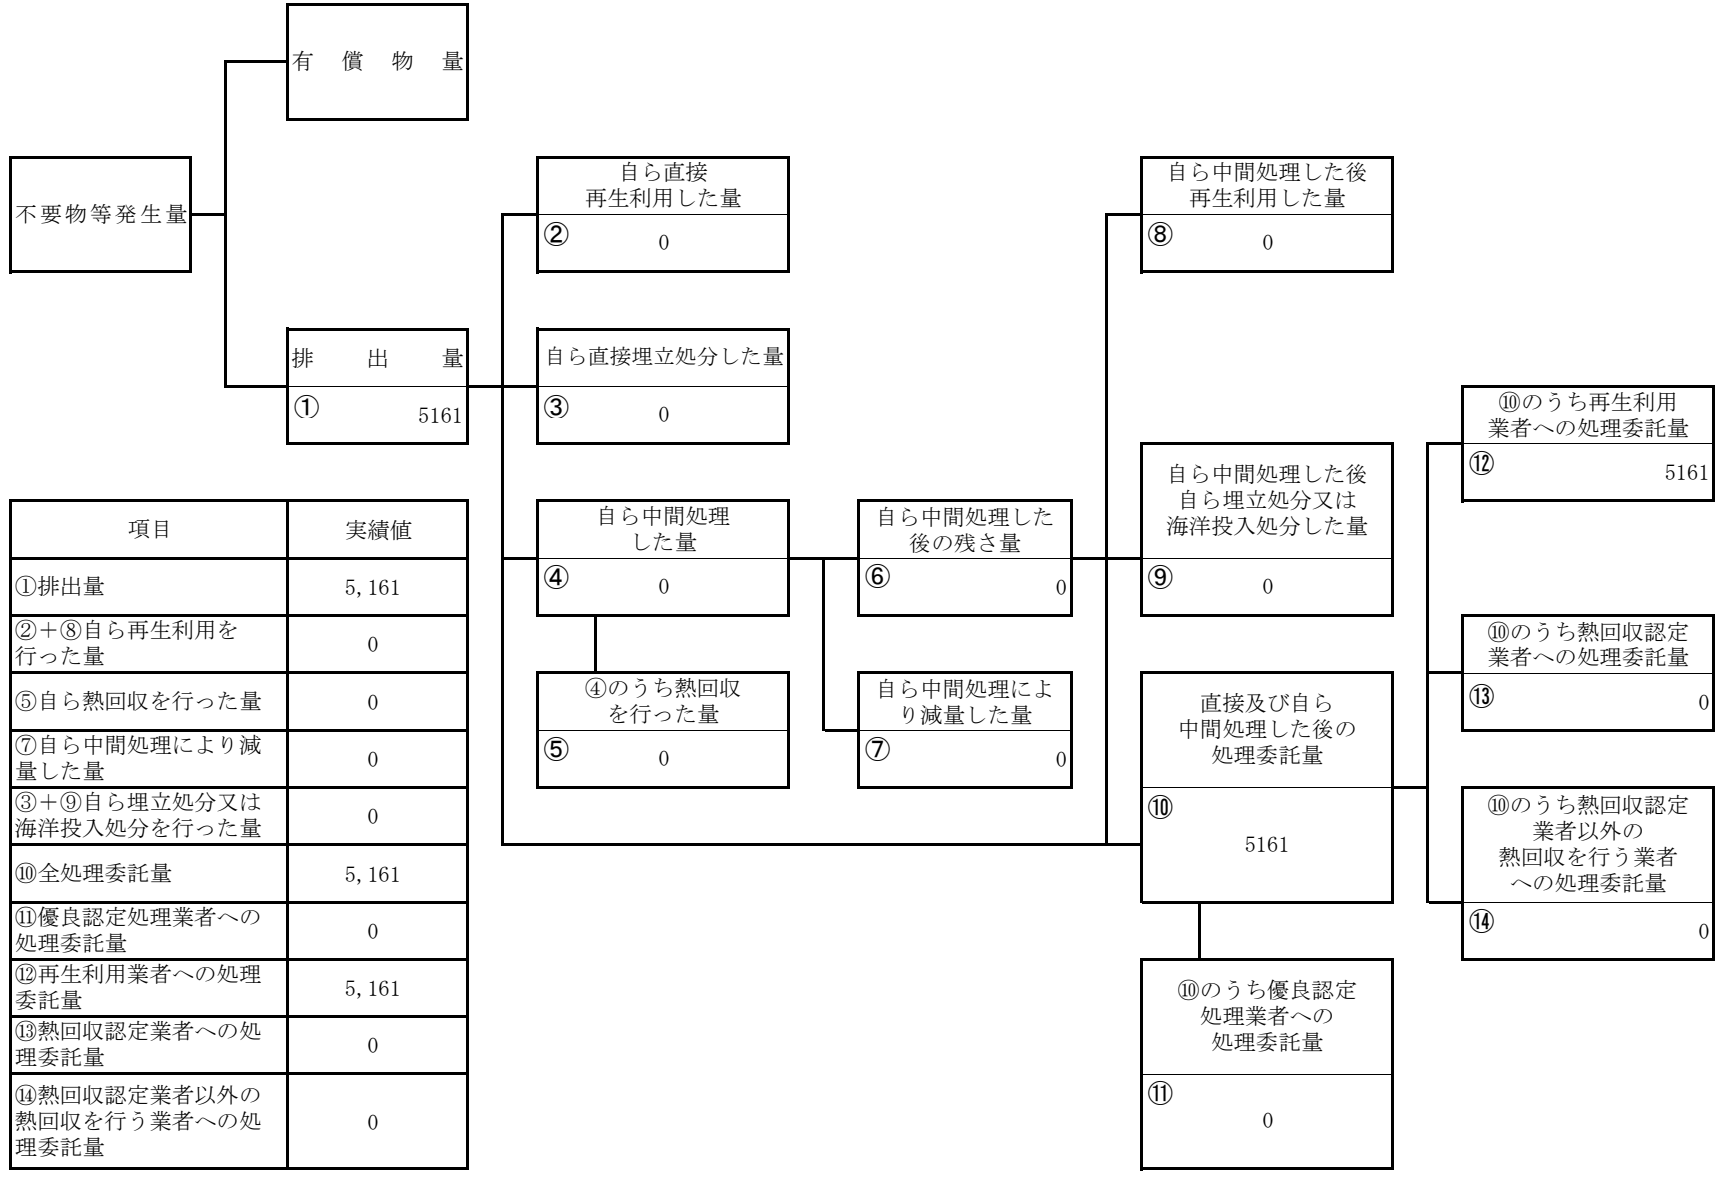 有償物量
不要物等発生量
自ら直接
再生利用した量
②
0
自ら中間処理した後
再生利用した量
⑧
0
排出量
①
5161
自ら直接埋立処分した量
③
0
⑩のうち再生利用
業者への処理委託量
⑫
5161
自ら中間処理した後
自ら埋立処分又は
海洋投入処分した量
⑨
0
自ら中間処理
した量
④
0
自ら中間処理した
後の残さ量
⑥
0
④のうち熱回収
を行った量
⑤
0
自ら中間処理によ
り減量した量
⑦
0
⑩のうち熱回収認定
業者への処理委託量
⑬
0
直接及び自ら
中間処理した後の
処理委託量
⑩
5161
⑩のうち熱回収認定
業者以外の
熱回収を行う業者
への処理委託量
⑭
0
⑩のうち優良認定
処理業者への
処理委託量
⑪
0
項目
実績値
①排出量
5,161
②＋⑧自ら再生利用を
行った量
0
⑤自ら熱回収を行った量
0
⑦自ら中間処理により減
量した量
0
③＋⑨自ら埋立処分又は
海洋投入処分を行った量
0
⑩全処理委託量
5,161
⑪優良認定処理業者への
処理委託量
0
⑫再生利用業者への処理
委託量
5,161
⑬熱回収認定業者への処
理委託量
0
⑭熱回収認定業者以外の
熱回収を行う業者への処
理委託量
0